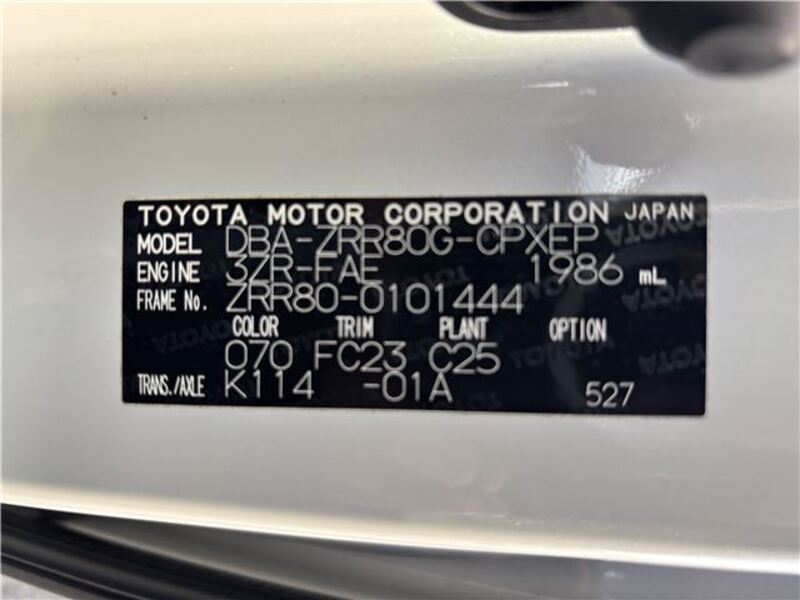 TOYOTA MOTOR CORPORATION JAPAN
MODEL DBA-ZRR80G-CPXEP
ENGINE 3ZR-FAE 1986 mL
FRAME No. ZRR80-0101444
COLOR TRIM PLANT OPTION
070 FC23 C25
TRANS./AXLE K114 -01A 527